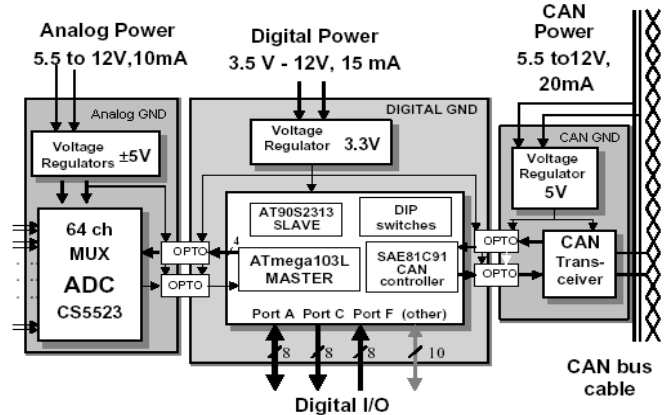 Analog Power
5.5 to 12V,10mA
Digital Power
3.5 V - 12V, 15 mA
CAN
Power
5.5 to12V,
20mA
Analog GND
Voltage
Regulators ±5V
64 ch
MUX
ADC
CS5523
OPTO
OPTO
DIGITAL GND
Voltage
Regulator 3.3V
AT90S2313
SLAVE
DIP
switches
4
ATmega103L
MASTER
SAE81C91
CAN
controller
Port A Port C Port F (other)
8 8 8 10
Digital I/O
OPTO
OPTO
CAN GND
Voltage
Regulator
5V
CAN
Trans-
ceiver
CAN bus
cable